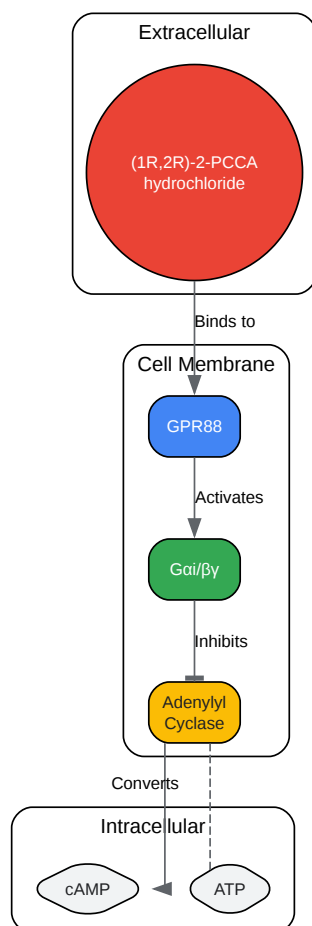 Extracellular
(1R,2R)-2-PCCA
hydrochloride
Binds to
Cell Membrane
GPR88
Activates
Gαi/βγ
Inhibits
Adenylyl
Cyclase
Converts
Intracellular
cAMP
ATP